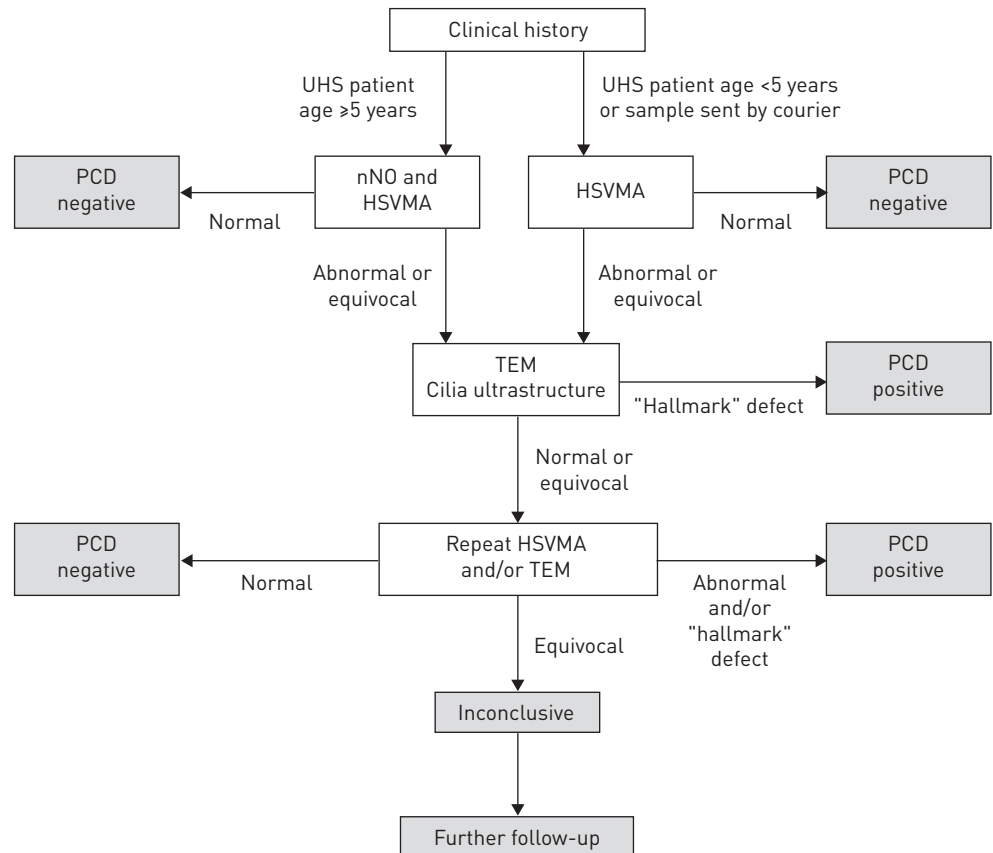 Clinical history
UHS patient
age ⩾5 years
UHS patient age <5 years
or sample sent by courier
PCD
negative
Normal
nNO and
HSVMA
HSVMA
Normal
PCD
negative
Abnormal or
equivocal
Abnormal or
equivocal
TEM
Cilia ultrastructure
"Hallmark" defect
PCD
positive
Normal or
equivocal
PCD
negative
Normal
Repeat HSVMA
and/or TEM
Abnormal
and/or
"hallmark"
defect
PCD
positive
Equivocal
Inconclusive
Further follow-up